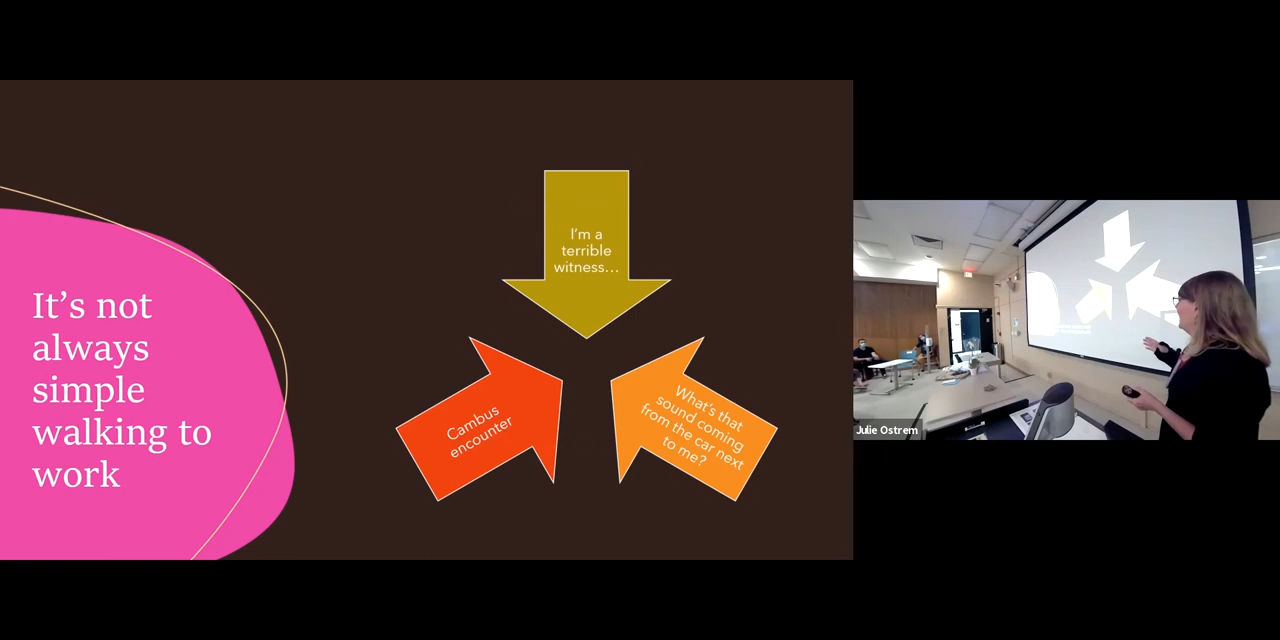 It’s not
always
simple
walking to
work
I’m a
terrible
witness…
Cambus
encounter
What’s that
sound coming
from the car next
to me?
Julie Ostrem